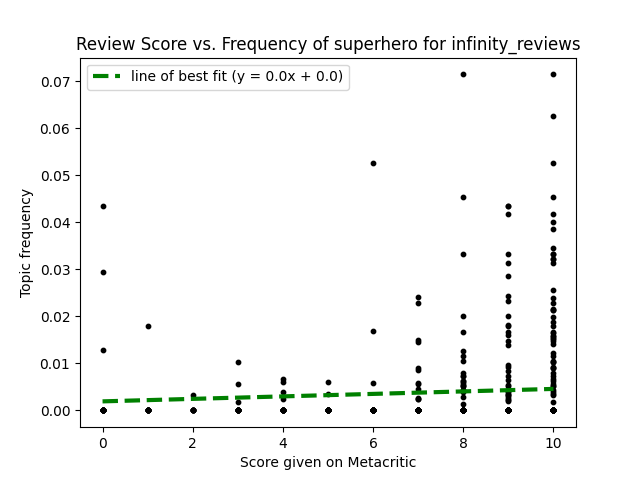 Review Score vs. Frequency of superhero for infinity_reviews
line of best fit (y = 0.0x + 0.0)
Topic frequency
0.07
0.06
0.05
0.04
0.03
0.02
0.01
0.00
0 2 4 6 8 10
Score given on Metacritic